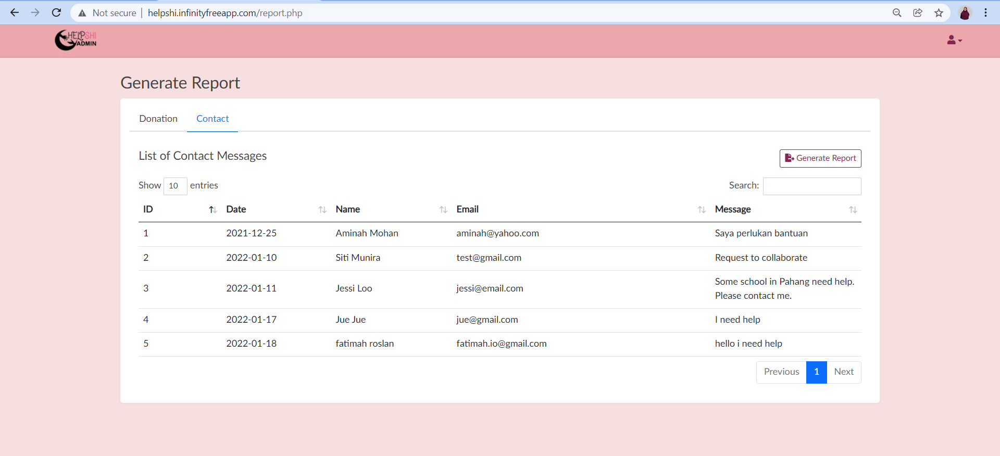 Not secure | helpshi.infinityfreeapp.com/report.php
HELPSHI
ADMIN
Generate Report
Donation Contact
List of Contact Messages
Generate Report
Show 10 entries
Search:
ID Date Name Email Message
1 2021-12-25 Aminah Mohan aminah@yahoo.com Saya perlukan bantuan
2 2022-01-10 Siti Munira test@gmail.com Request to collaborate
3 2022-01-11 Jessi Loo jessi@email.com Some school in Pahang need help.
Please contact me.
4 2022-01-17 Jue Jue jue@gmail.com I need help
5 2022-01-18 fatimah roslan fatimah.io@gmail.com hello i need help
Previous 1 Next